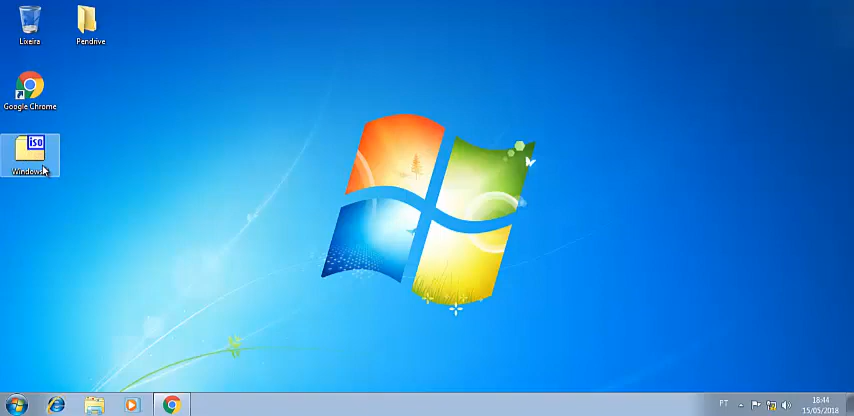 Lixeira
Pendrive
Google Chrome
ISO
Windows
PT
18:44
15/05/2018